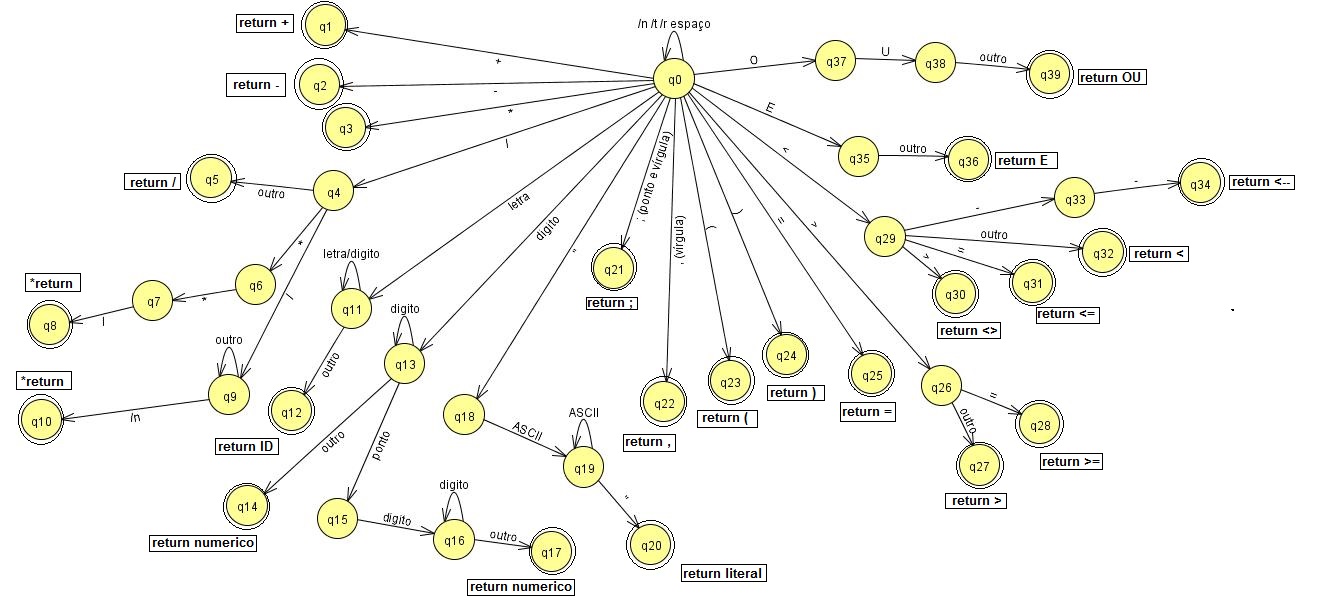 /n /t /r espaço
q0
+
q1
return +
-
q2
return -
*
q3
/
q4
outro
q5
return /
*
q6
*
q7
/
q8
*return
/
q9
outro
/n
q10
*return
letra
q11
letra/digito
outro
q12
return ID
digito
q13
digito
outro
q14
return numerico
ponto
q15
digito
q16
digito
outro
q17
return numerico
"
q18
ASCII
q19
ASCII
"
q20
return literal
; (ponto e vírgula)
q21
return ;
, (vírgula)
q22
return ,
(
q23
return (
)
q24
return )
=
q25
return =
>
q26
outro
q27
return >
=
q28
return >=
<
q29
>
q30
return <>
=
q31
return <=
outro
q32
return <
-
q33
-
q34
return <--
E
q35
outro
q36
return E
O
q37
U
q38
outro
q39
return OU